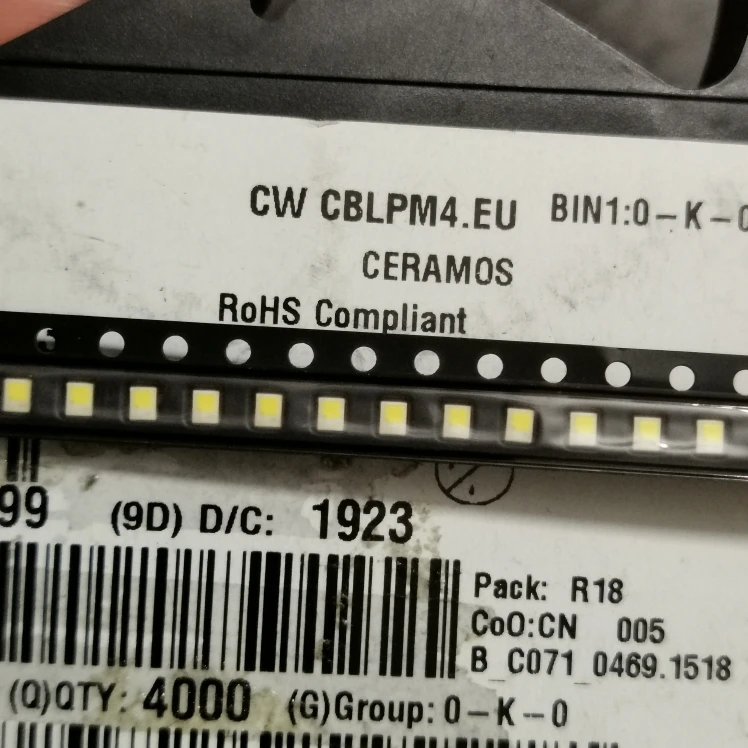 CW CBLPM4.EU BIN1:0-K-0
CERAMOS
RoHS Compliant
99 (9D) D/C: 1923
Pack: R18
CoO:CN 005
B_C071_0469.1518
(Q)QTY: 4000 (G)Group: 0-K-0